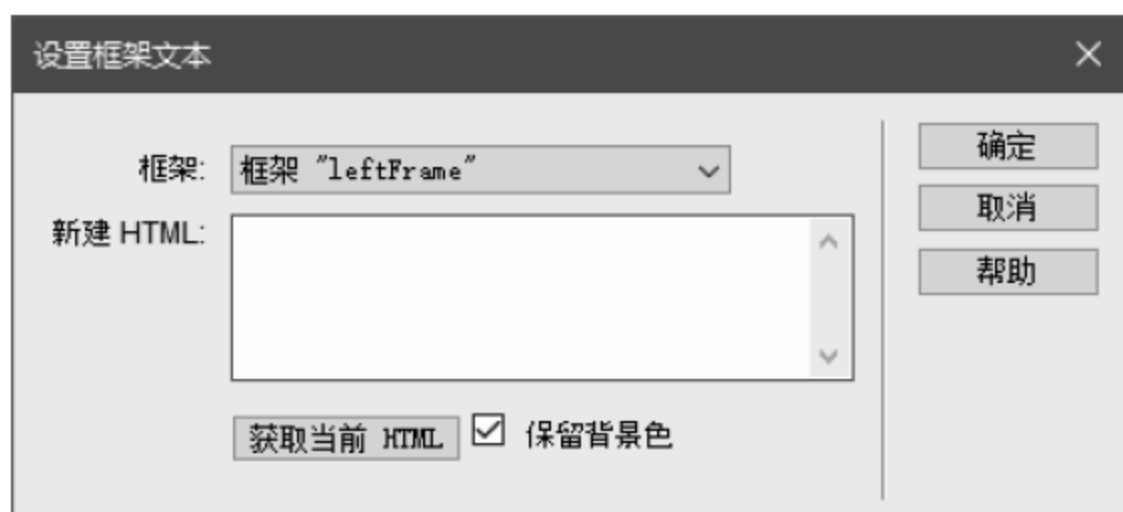 设置框架文本
框架: 框架 "leftFrame"
新建 HTML:
获取当前 HTML 保留背景色
确定
取消
帮助